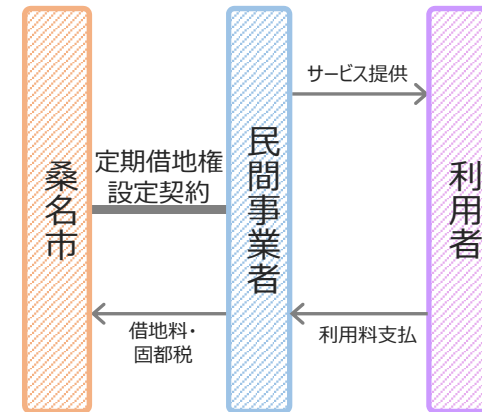 桑名市
定期借地権
設定契約
借地料・
固都税
民間事業者
サービス提供
利用料支払
利用者